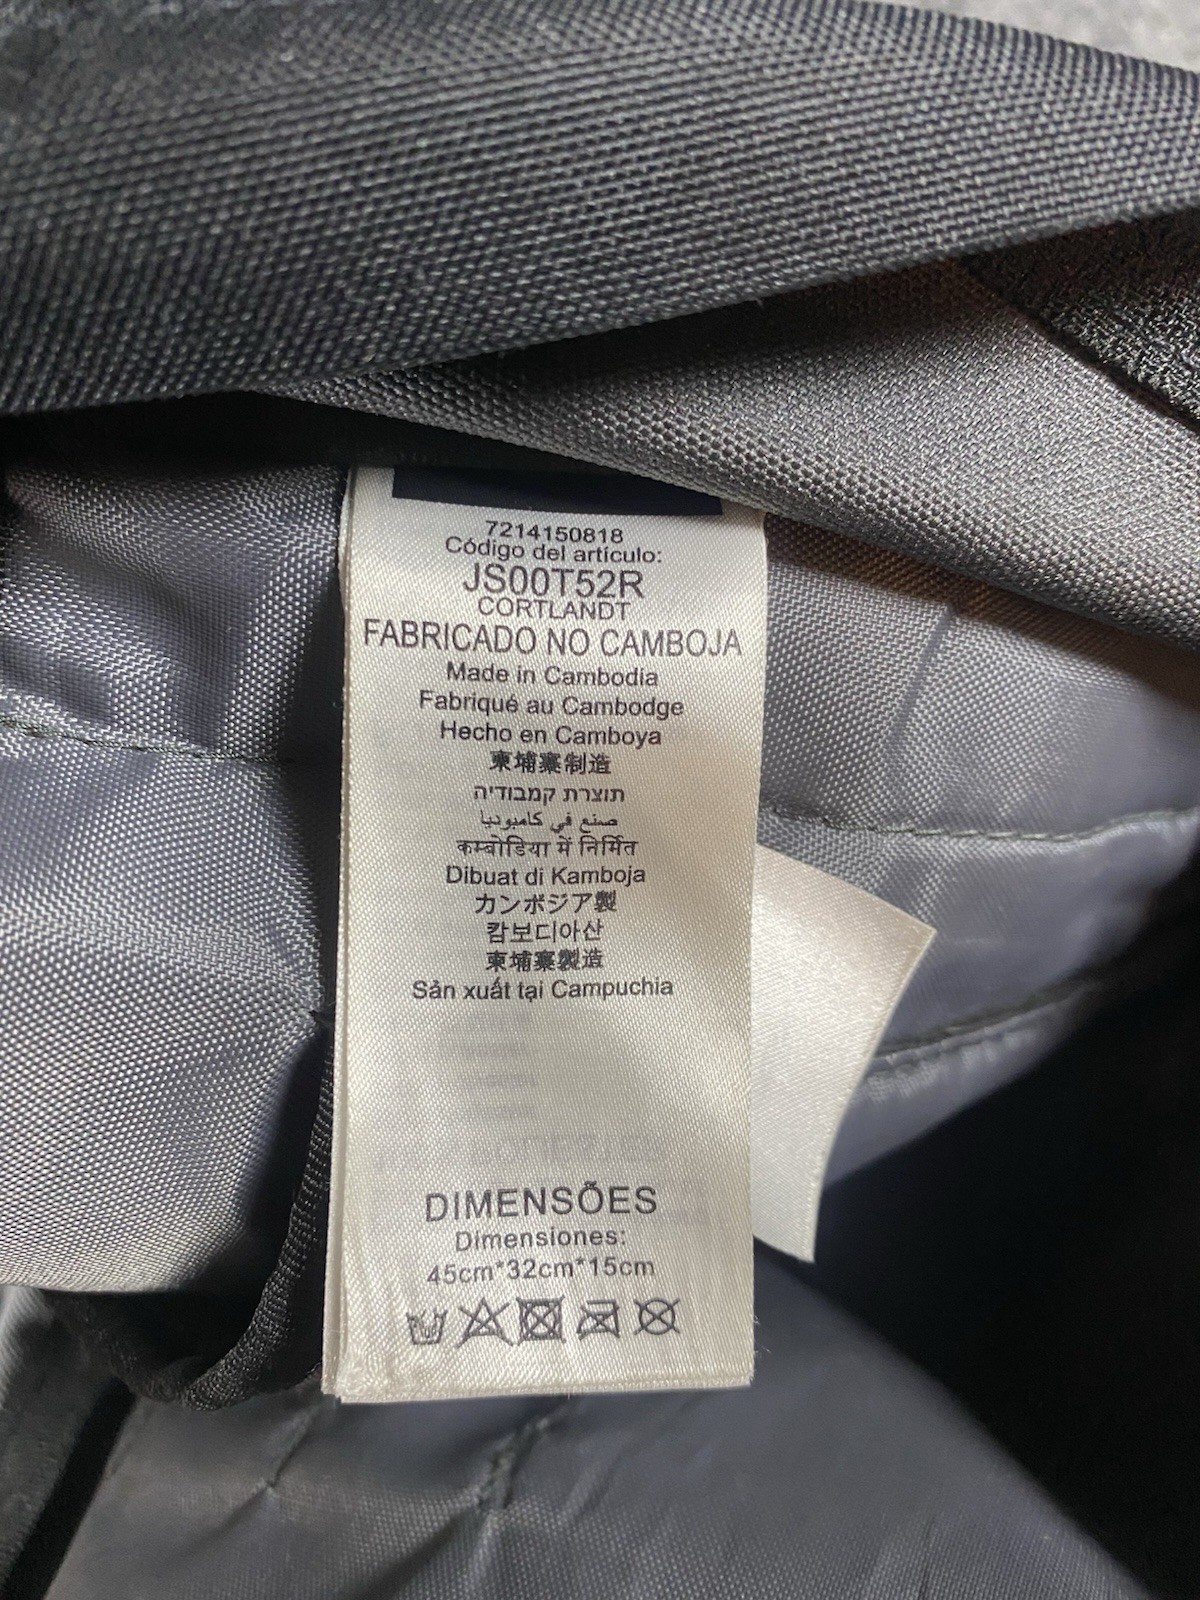 7214150818
Código del artículo:
JS00T52R
CORTLANDT
FABRICADO NO CAMBOJA
Made in Cambodia
Fabriqué au Cambodge
Hecho en Camboya
柬埔寨制造
תוצרת קמבודיה
صنع في كامبوديا
कम्बोडिया में निर्मित
Dibuat di Kamboja
カンボジア製
캄보디아산
柬埔寨製造
Sản xuất tại Campuchia
DIMENSÕES
Dimensiones:
45cm*32cm*15cm